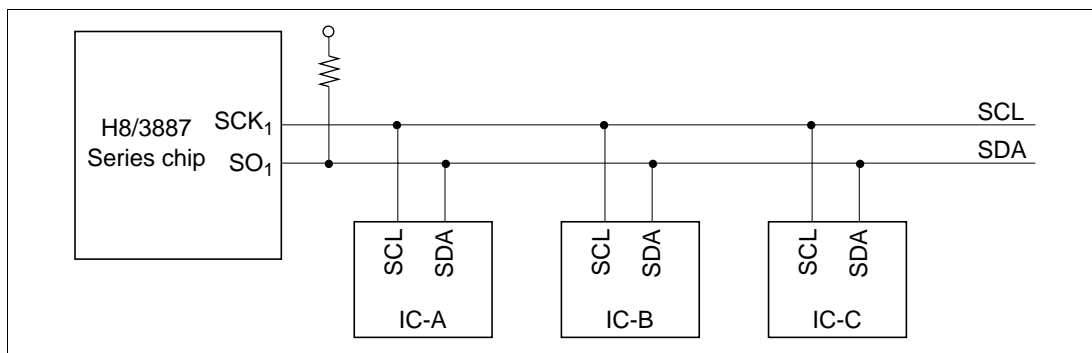 H8/3887
Series chip
SCK1
SO1
SCL
SDA
SCL
SDA
IC-A
SCL
SDA
IC-B
SCL
SDA
IC-C